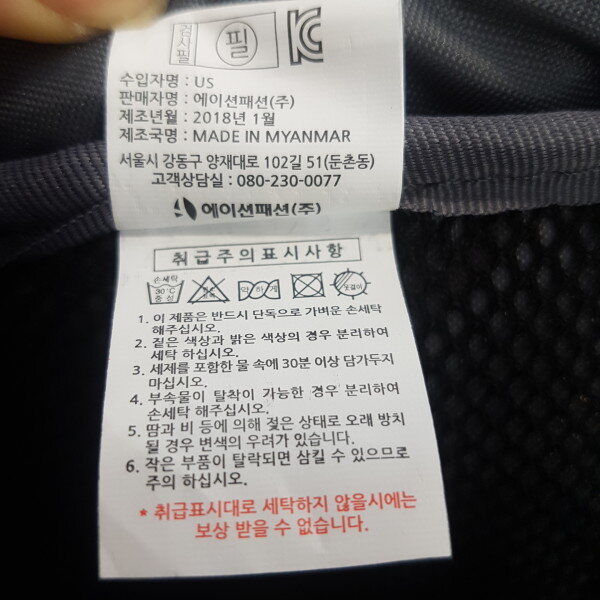 검사필
필
수입자명 : US
판매자명 : 에이션패션(주)
제조년월 : 2018년 1월
제조국명 : MADE IN MYANMAR
서울시 강동구 양재대로 102길 51(둔촌동)
고객상담실 : 080-230-0077
에이션패션(주)
취급주의표시사항
손세탁
30℃
중성
약하게
옷걸이
1. 이 제품은 반드시 단독으로 가벼운 손세탁
해주십시오.
2. 짙은 색상과 밝은 색상의 경우 분리하여
세탁 하십시오.
3. 세제를 포함한 물 속에 30분 이상 담가두지
마십시오.
4. 부속물이 탈착이 가능한 경우 분리하여
손세탁 해주십시오.
5. 땀과 비 등에 의해 젖은 상태로 오래 방치
될 경우 변색의 우려가 있습니다.
6. 작은 부품이 탈락되면 삼킬 수 있으므로
주의 하십시오.
* 취급표시대로 세탁하지 않을시에는
보상 받을 수 없습니다.